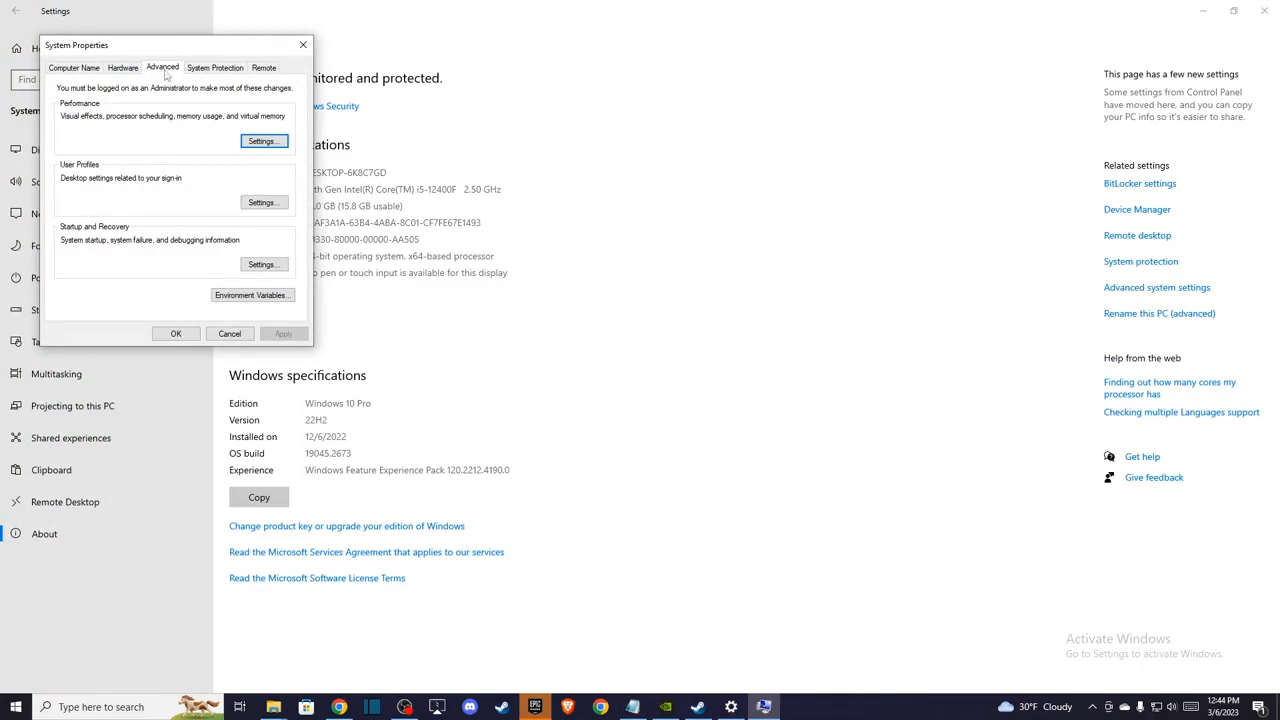 Settings
System Properties
Computer Name
Hardware
Advanced
System Protection
Remote
You must be logged on as an Administrator to make most of these changes.
Performance
Visual effects, processor scheduling, memory usage, and virtual memory
Settings...
User Profiles
Desktop settings related to your sign-in
Settings...
Startup and Recovery
System startup, system failure, and debugging information
Settings...
Environment Variables...
OK
Cancel
Apply
Find
Multitasking
Projecting to this PC
Shared experiences
Clipboard
Remote Desktop
About
nitored and protected.
ws Security
ations
ESKTOP-6K8C7GD
th Gen Intel(R) Core(TM) i5-12400F 2.50 GHz
.0 GB (15.8 GB usable)
AF3A1A-63B4-4ABA-8C01-CF7FE67E1493
330-80000-00000-AA505
-bit operating system, x64-based processor
o pen or touch input is available for this display
Windows specifications
Edition Windows 10 Pro
Version 22H2
Installed on 12/6/2022
OS build 19045.2673
Experience Windows Feature Experience Pack 120.2212.4190.0
Copy
Change product key or upgrade your edition of Windows
Read the Microsoft Services Agreement that applies to our services
Read the Microsoft Software License Terms
This page has a few new settings
Some settings from Control Panel
have moved here, and you can copy
your PC info so it's easier to share.
Related settings
BitLocker settings
Device Manager
Remote desktop
System protection
Advanced system settings
Rename this PC (advanced)
Help from the web
Finding out how many cores my
processor has
Checking multiple Languages support
Get help
Give feedback
Activate Windows
Go to Settings to activate Windows.
Type here to search
EPIC
30°F Cloudy
12:44 PM
3/6/2023